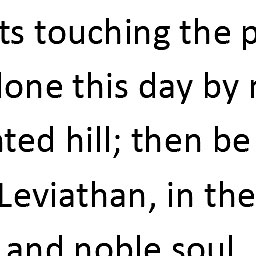 ts touching the p
lone this day by
ated hill; then be
Leviathan, in the
and noble soul